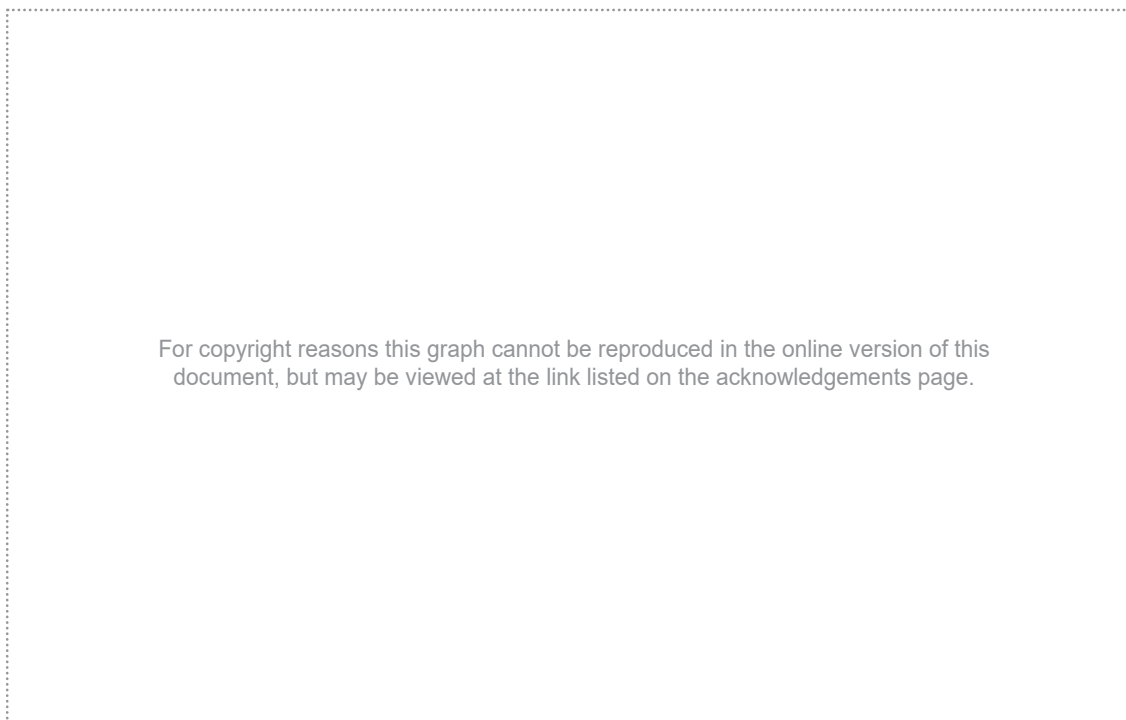 For copyright reasons this graph cannot be reproduced in the online version of this
document, but may be viewed at the link listed on the acknowledgements page.